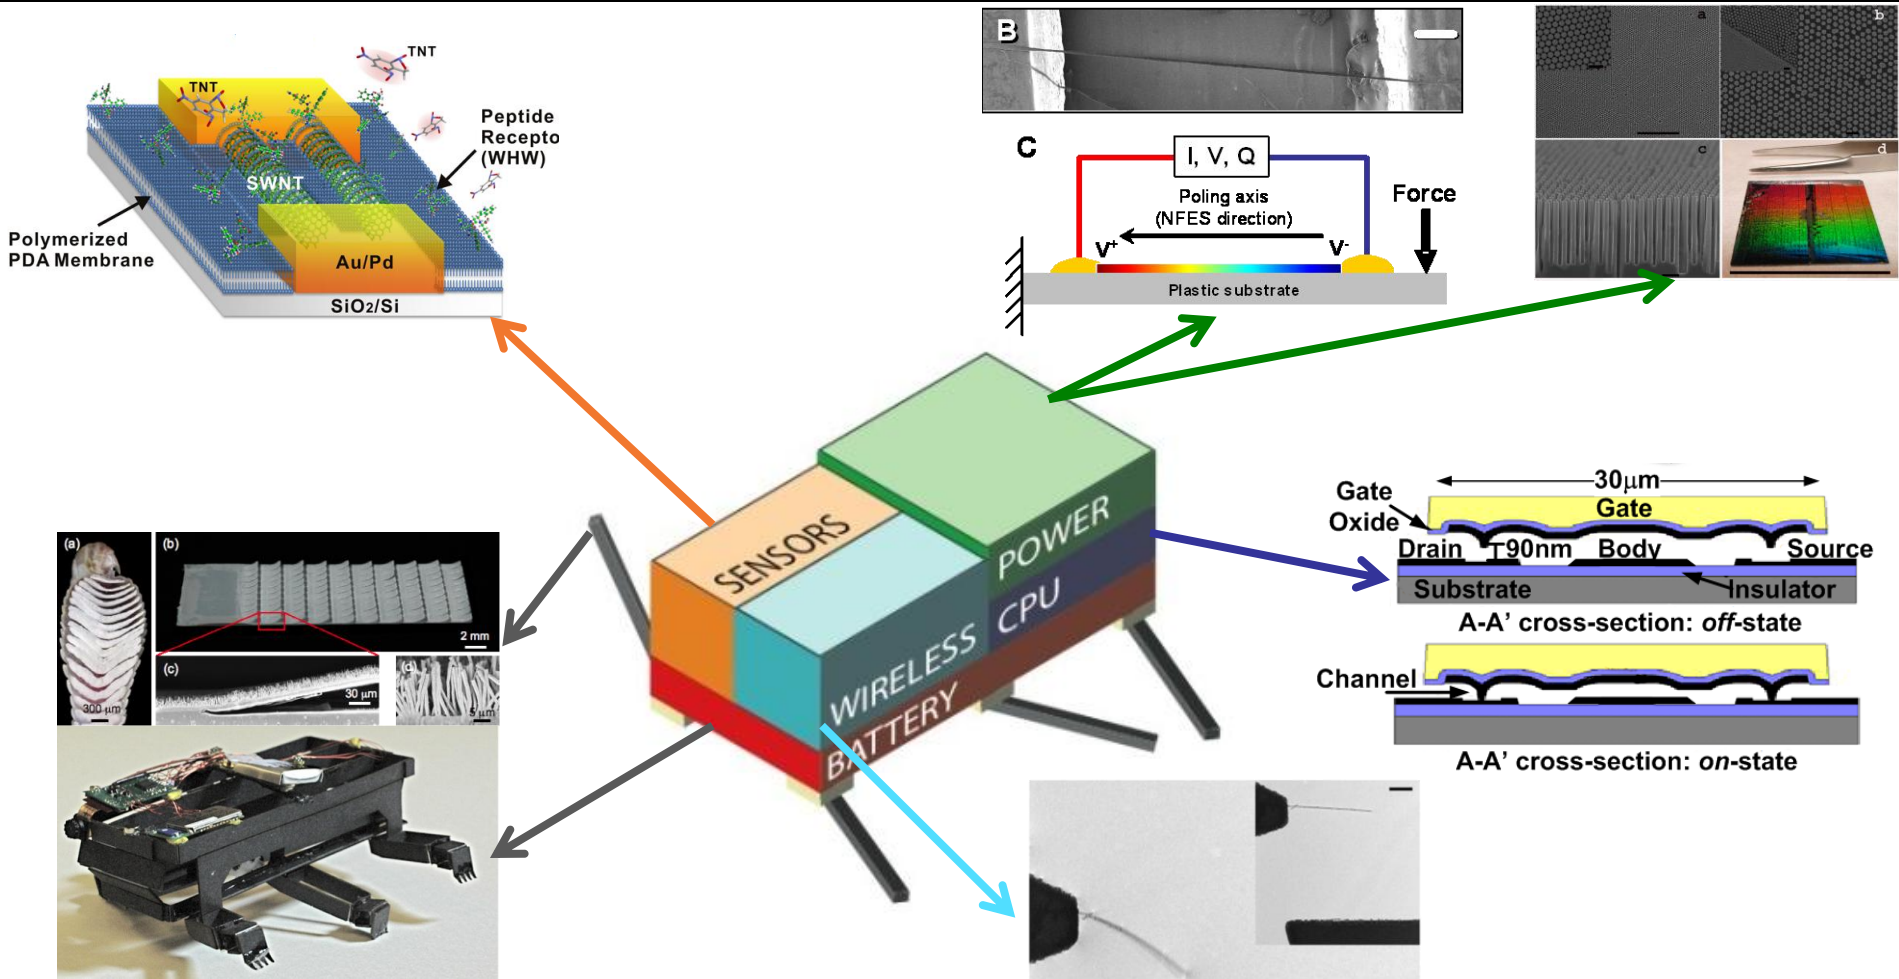 TNT
TNT
Peptide
Recepto
(WHW)
SWNT
Polymerized
PDA Membrane
Au/Pd
SiO2/Si
B
C
I, V, Q
Poling axis
(NFES direction)
Force
V+
V-
Plastic substrate
a
b
c
d
SENSORS
POWER
CPU
WIRELESS
BATTERY
30μm
Gate
Oxide
Gate
Drain
90nm
Body
Source
Substrate
Insulator
A-A' cross-section: off-state
Channel
A-A' cross-section: on-state
(a)
(b)
2 mm
(c)
30 μm
(d)
300 μm
5 μm